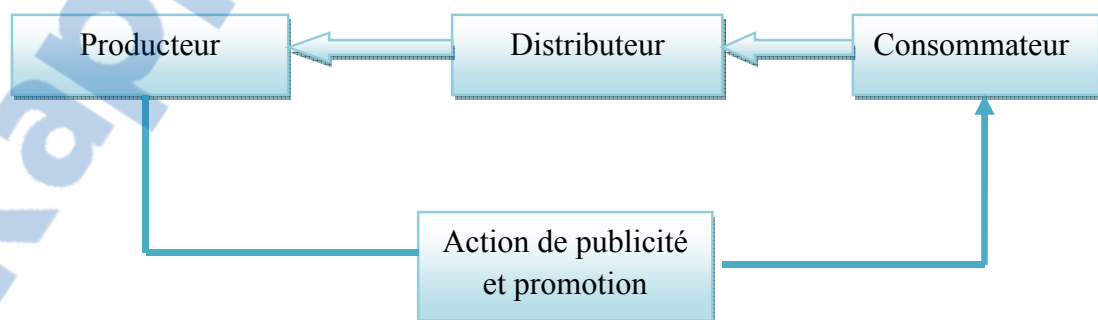 Producteur
Distributeur
Consommateur
Action de publicité
et promotion